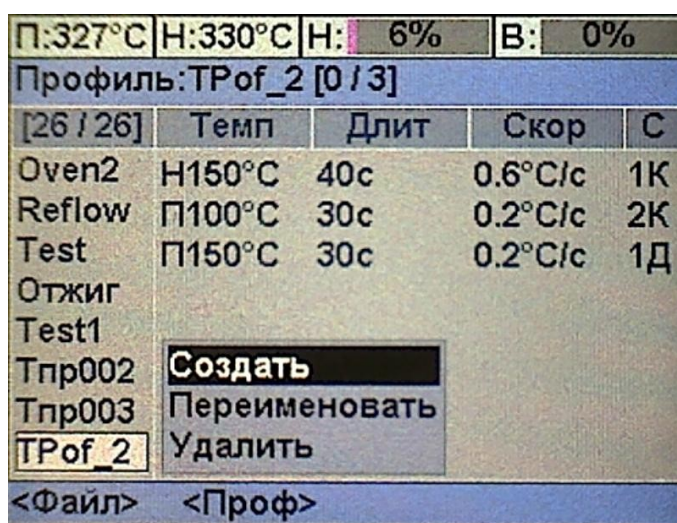 П:327°C H:330°C H: 6% В: 0%
Профиль:TPof_2 [0 / 3]
[26 / 26] Темп Длит Скор С
Oven2 Н150°C 40с 0.6°C/с 1К
Reflow П100°C 30с 0.2°C/с 2К
Test П150°C 30с 0.2°C/с 1Д
Отжиг
Test1
Тпр002 Создать
Тпр003 Переименовать
TPof_2 Удалить
<Файл> <Проф>